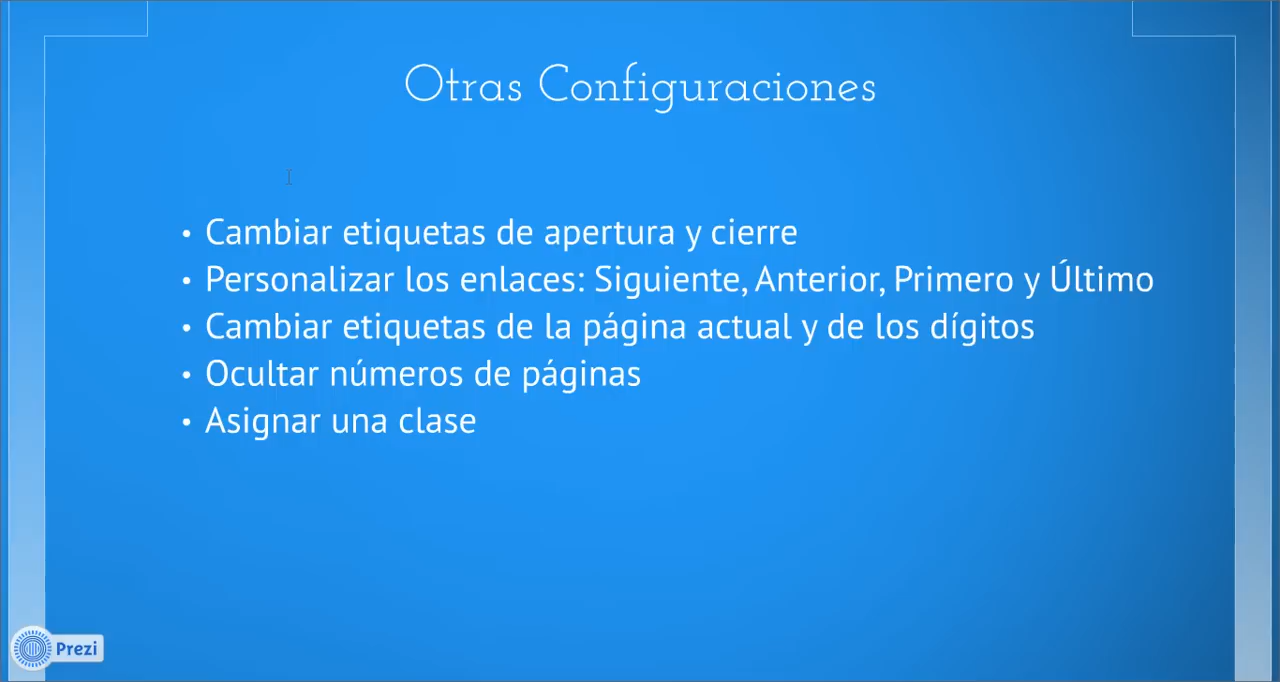 Otras Configuraciones
• Cambiar etiquetas de apertura y cierre
• Personalizar los enlaces: Siguiente, Anterior, Primero y Último
• Cambiar etiquetas de la página actual y de los dígitos
• Ocultar números de páginas
• Asignar una clase
Prezi